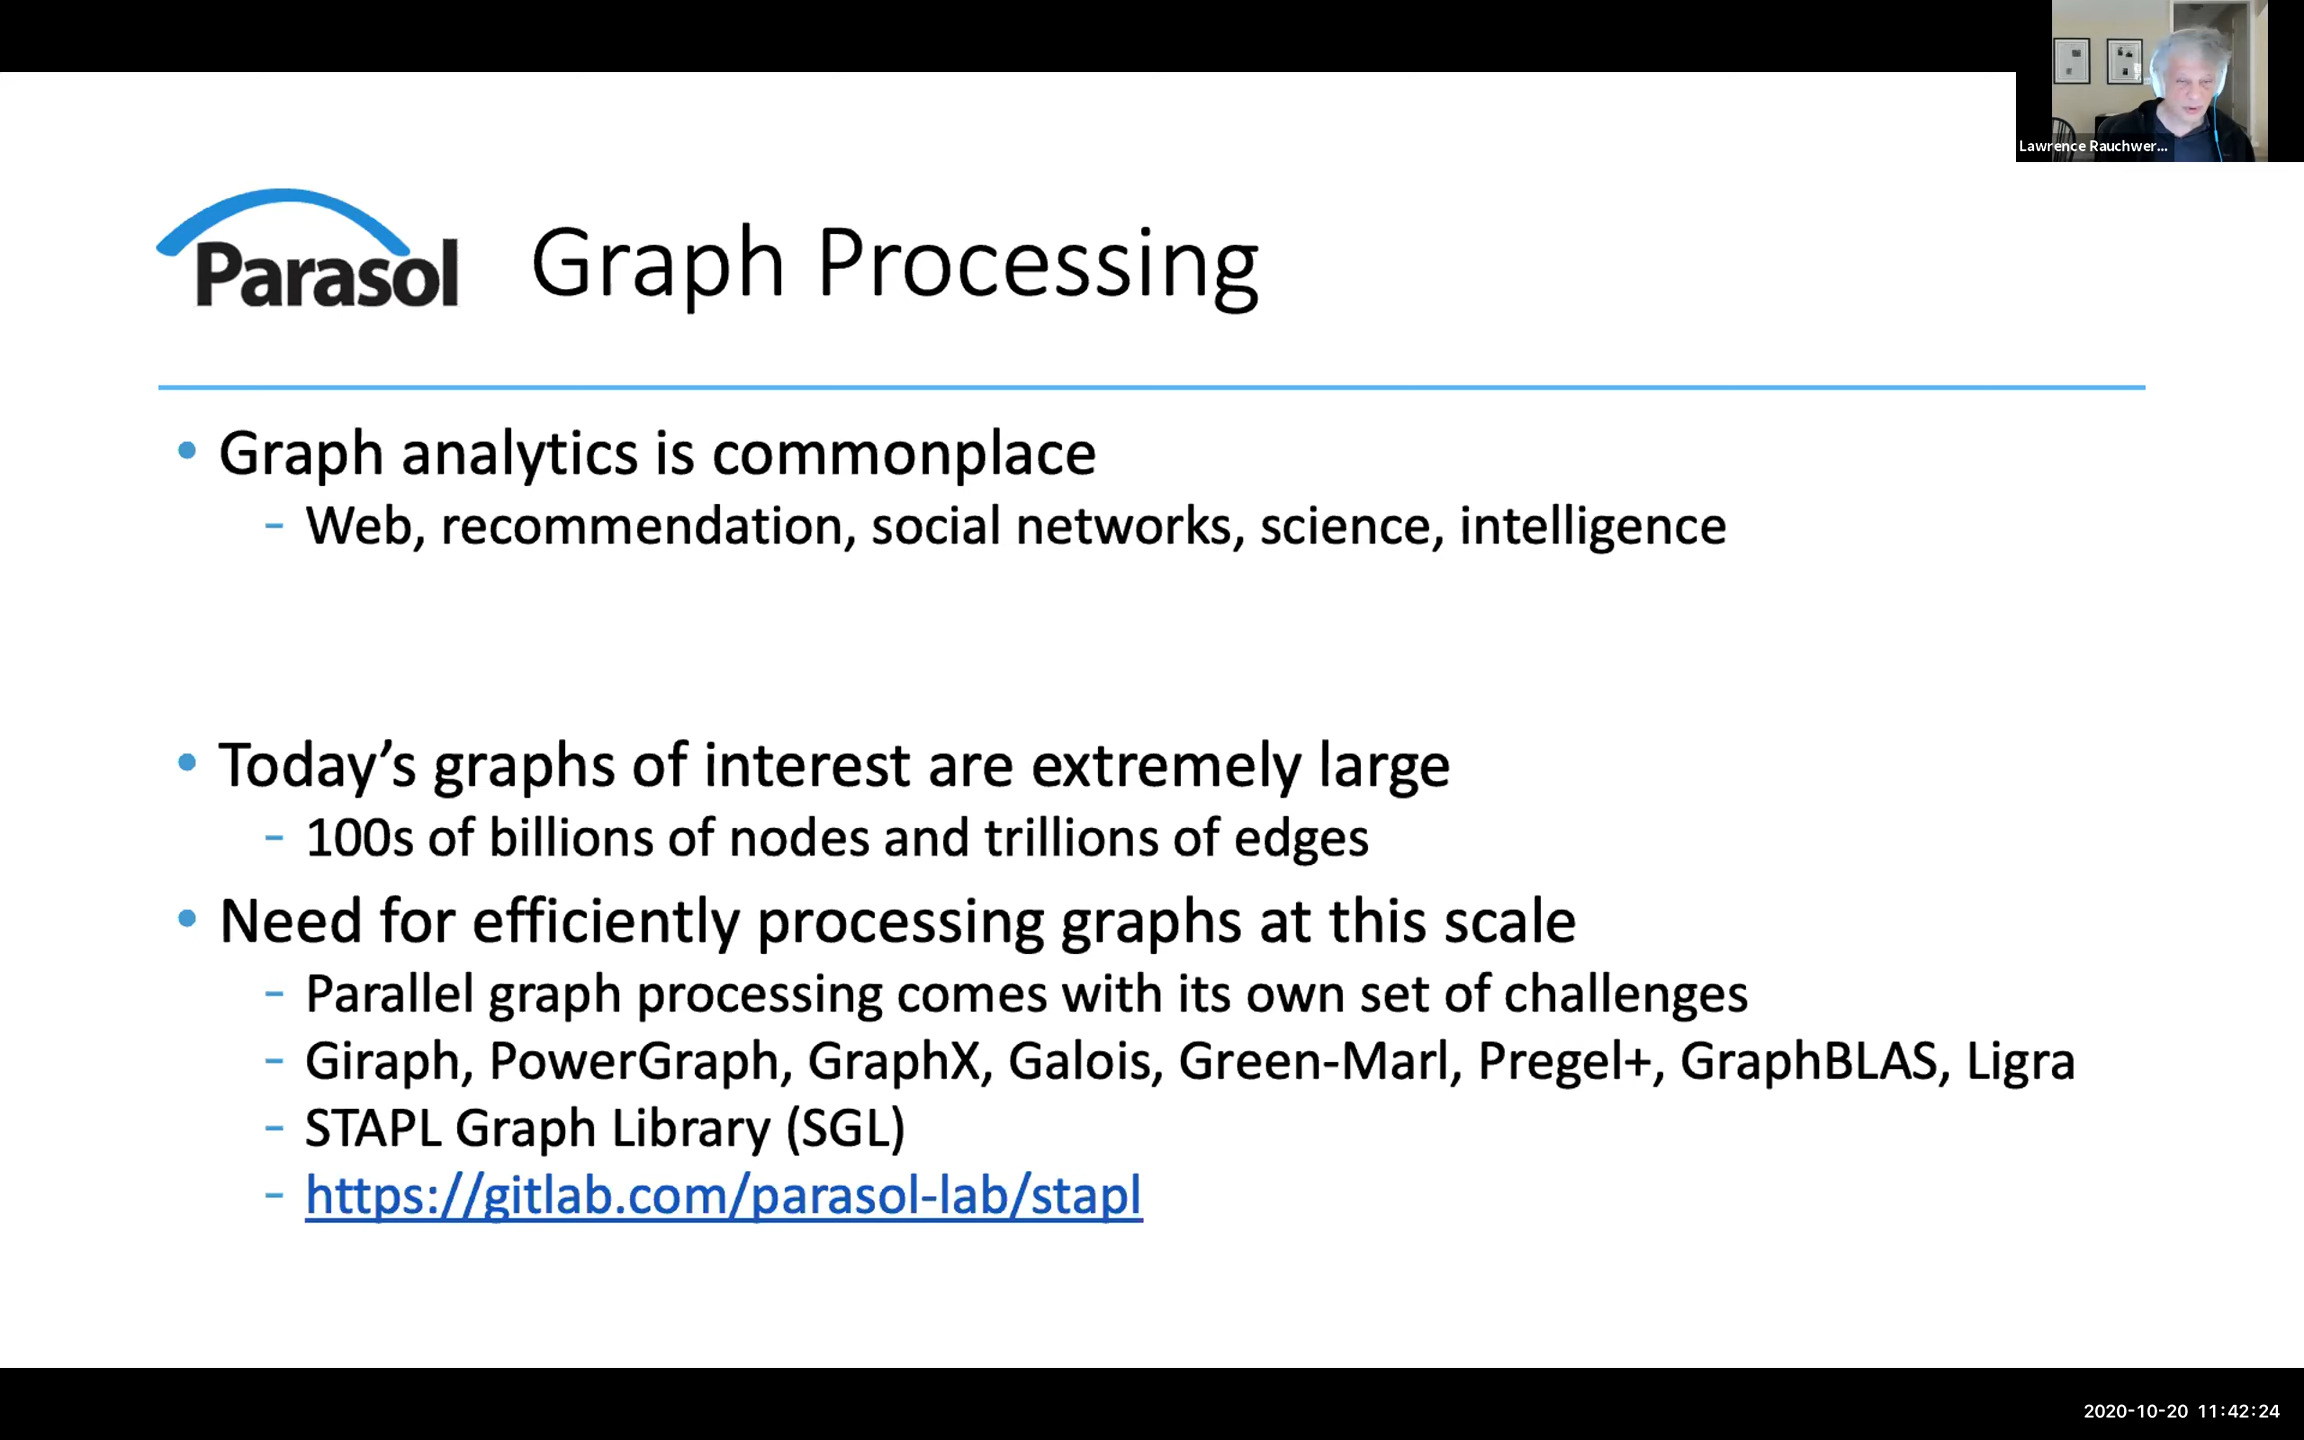 Lawrence Rauchwer...
Parasol
Graph Processing
• Graph analytics is commonplace
- Web, recommendation, social networks, science, intelligence
• Today’s graphs of interest are extremely large
- 100s of billions of nodes and trillions of edges
• Need for efficiently processing graphs at this scale
- Parallel graph processing comes with its own set of challenges
- Giraph, PowerGraph, GraphX, Galois, Green-Marl, Pregel+, GraphBLAS, Ligra
- STAPL Graph Library (SGL)
- https://gitlab.com/parasol-lab/stapl
2020-10-20 11:42:24